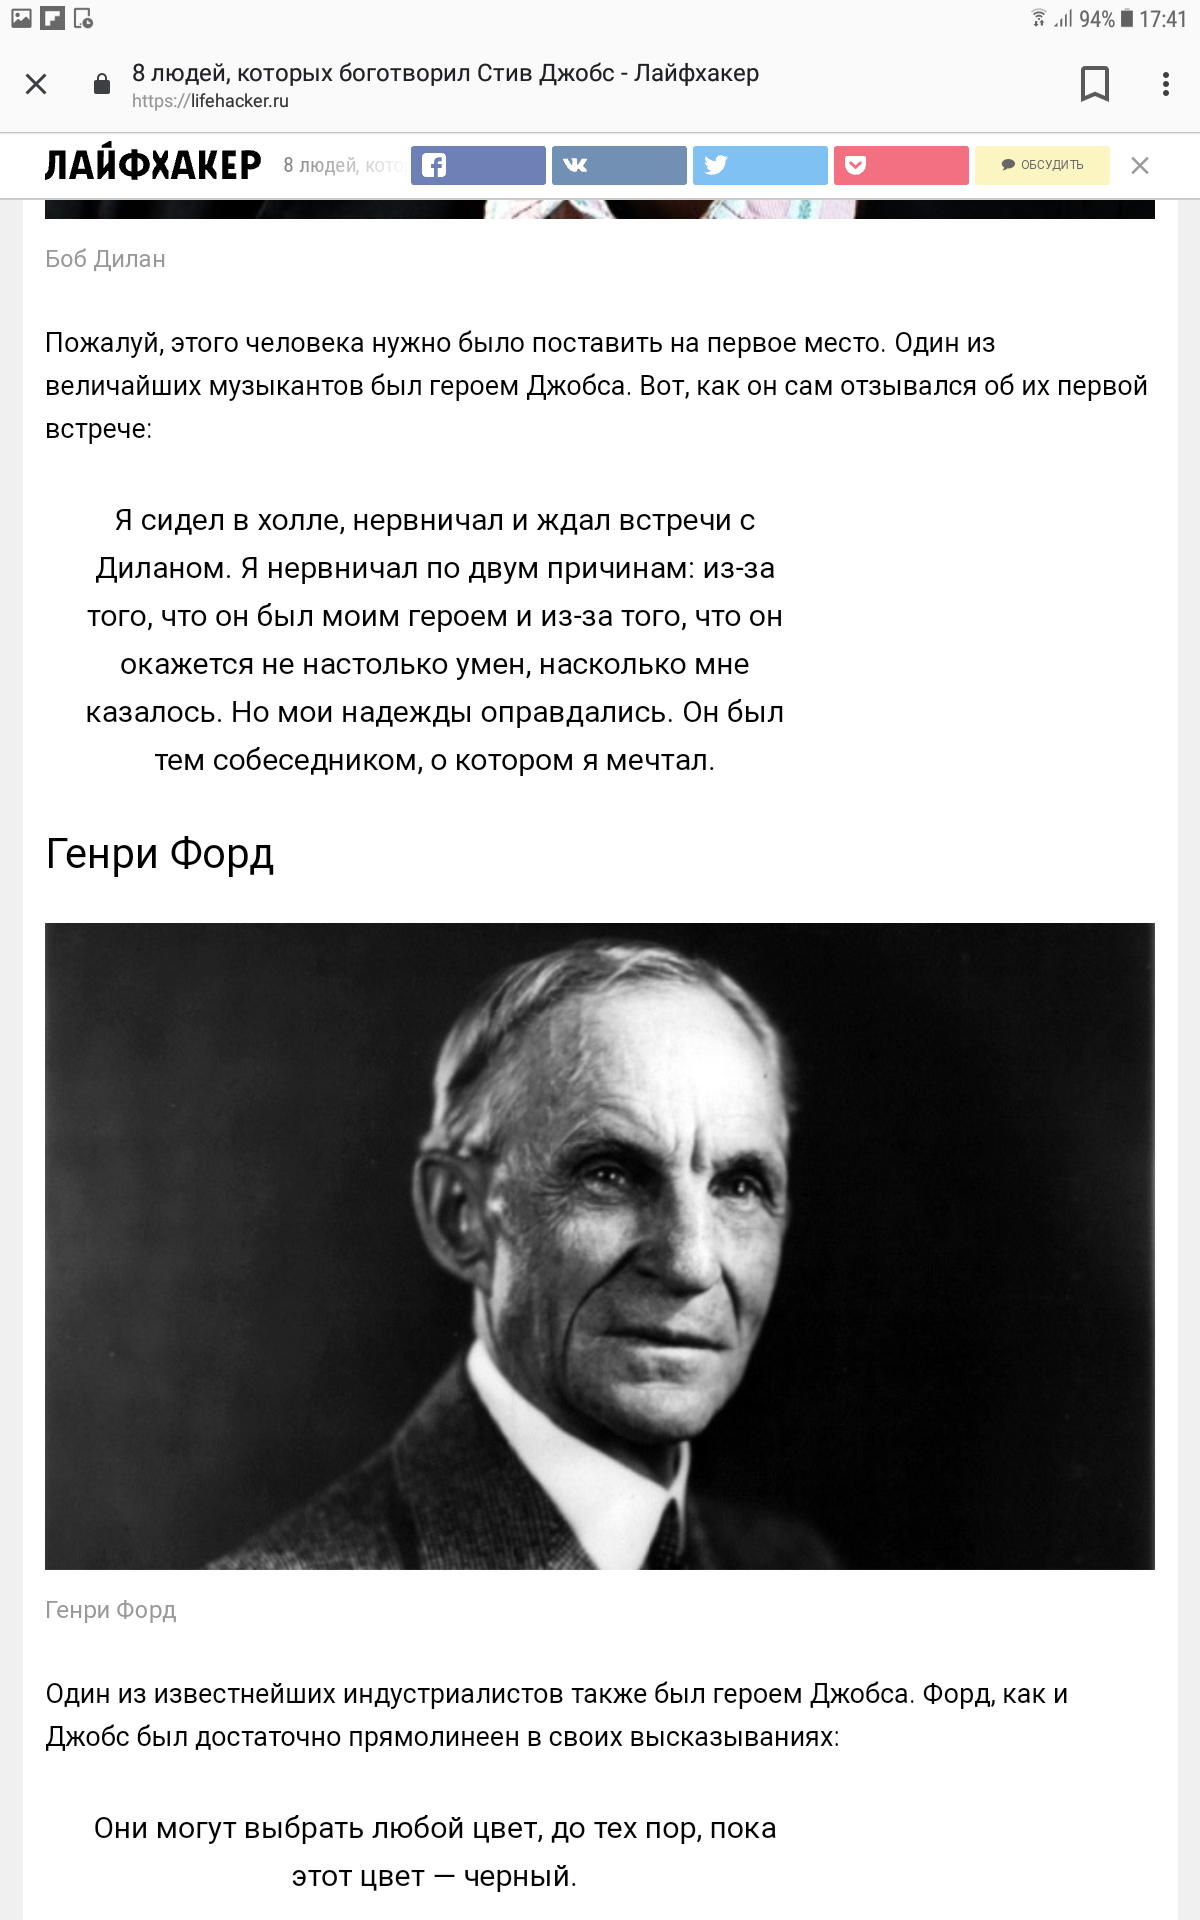 94% 17:41
8 людей, которых боготворил Стив Джобс - Лайфхакер
https://lifehacker.ru
ЛАЙФХАКЕР 8 людей, кото ОБСУДИТЬ
Боб Дилан
Пожалуй, этого человека нужно было поставить на первое место. Один из
величайших музыкантов был героем Джобса. Вот, как он сам отзывался об их первой
встрече:
Я сидел в холле, нервничал и ждал встречи с
Диланом. Я нервничал по двум причинам: из-за
того, что он был моим героем и из-за того, что он
окажется не настолько умен, насколько мне
казалось. Но мои надежды оправдались. Он был
тем собеседником, о котором я мечтал.
Генри Форд
Генри Форд
Один из известнейших индустриалистов также был героем Джобса. Форд, как и
Джобс был достаточно прямолинеен в своих высказываниях:
Они могут выбрать любой цвет, до тех пор, пока
этот цвет — черный.